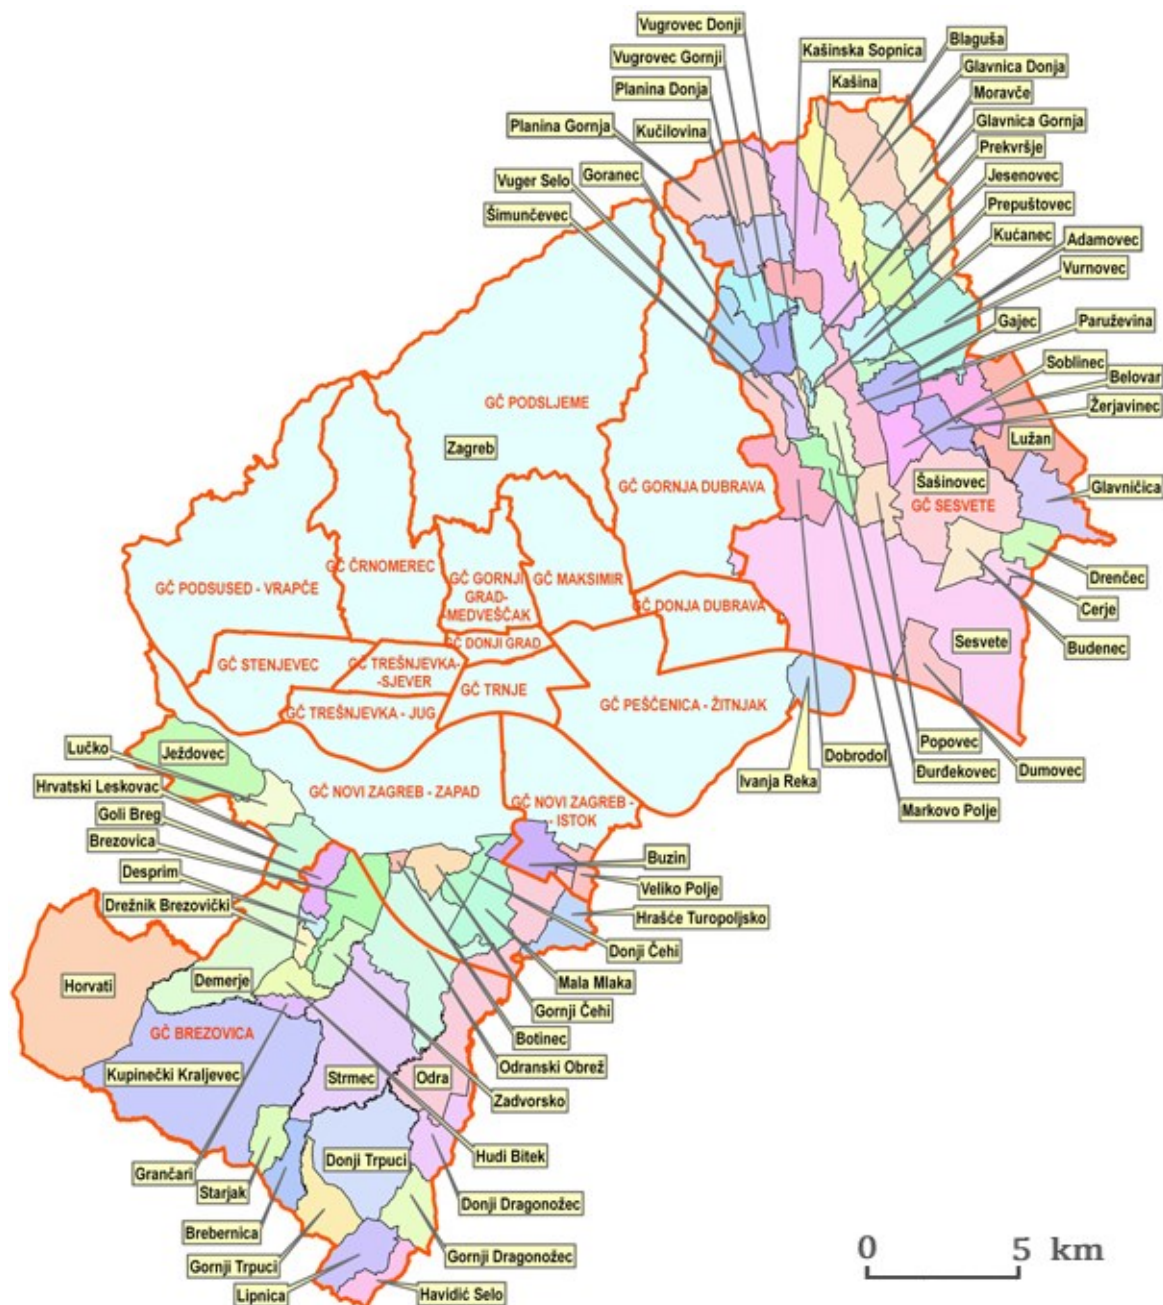 Vugrovec Donji
Vugrovec Gornji
Planina Donja
Kučilovina
Planina Gornja
Goranec
Vuger Selo
Šimunčevec
Kašinska Sopnica
Kašina
Blaguša
Glavnica Donja
Moravče
Glavnica Gornja
Prekvršje
Jesenovec
Prepuštovec
Kućanec
Adamovec
Vurnovec
Gajec
Paruževina
Soblinec
Belovar
Žerjavinec
Lužan
Šašinovec
Glavničica
GČ SESVETE
Drenčec
Cerje
Budenec
Sesvete
Popovec
Dumovec
Đurđekovec
Markovo Polje
Dobrodol
Ivanja Reka
GČ PODSLJEME
Zagreb
GČ GORNJA DUBRAVA
GČ ČRNOMEREC
GČ PODSUSED - VRAPČE
GČ GORNJI
GRAD-
MEDVEŠČAK
GČ MAKSIMIR
GČ DONJA DUBRAVA
GČ DONJI GRAD
GČ STENJEVEC
GČ TREŠNJEVKA-
-SJEVER
GČ TRNJE
GČ TREŠNJEVKA - JUG
GČ PEŠČENICA - ŽITNJAK
GČ NOVI ZAGREB - ZAPAD
GČ NOVI ZAGREB -
- ISTOK
Lučko
Ježdovec
Hrvatski Leskovac
Goli Breg
Brezovica
Desprim
Drežnik Brezovički
Horvati
Demerje
GČ BREZOVICA
Kupinečki Kraljevec
Strmec
Odra
Buzin
Veliko Polje
Hrašće Turopoljsko
Donji Čehi
Mala Mlaka
Gornji Čehi
Botinec
Odranski Obrež
Zadvorsko
Hudi Bitek
Donji Trpuci
Grančari
Starjak
Brebernica
Gornji Trpuci
Lipnica
Donji Dragonožec
Gornji Dragonožec
Havidić Selo
0 5 km